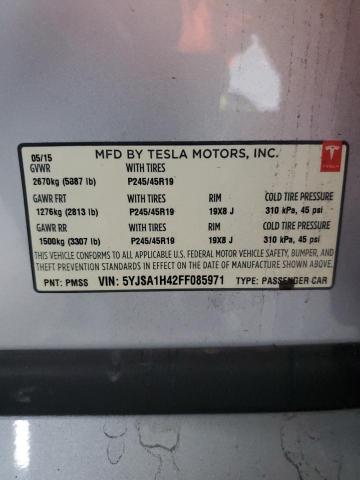 05/15 MFD BY TESLA MOTORS, INC.
GVWR WITH TIRES
2670kg (5887 lb) P245/45R19
TESLA
GAWR FRT WITH TIRES RIM COLD TIRE PRESSURE
1276kg (2813 lb) P245/45R19 19X8 J 310 kPa, 45 psi
GAWR RR WITH TIRES RIM COLD TIRE PRESSURE
1500kg (3307 lb) P245/45R19 19X8 J 310 kPa, 45 psi
THIS VEHICLE CONFORMS TO ALL APPLICABLE U.S. FEDERAL MOTOR VEHICLE SAFETY, BUMPER, AND
THEFT PREVENTION STANDARDS IN EFFECT ON THE DATE OF MANUFACTURE SHOWN ABOVE.
PNT: PMSS VIN: 5YJSA1H42FF085971 TYPE: PASSENGER CAR